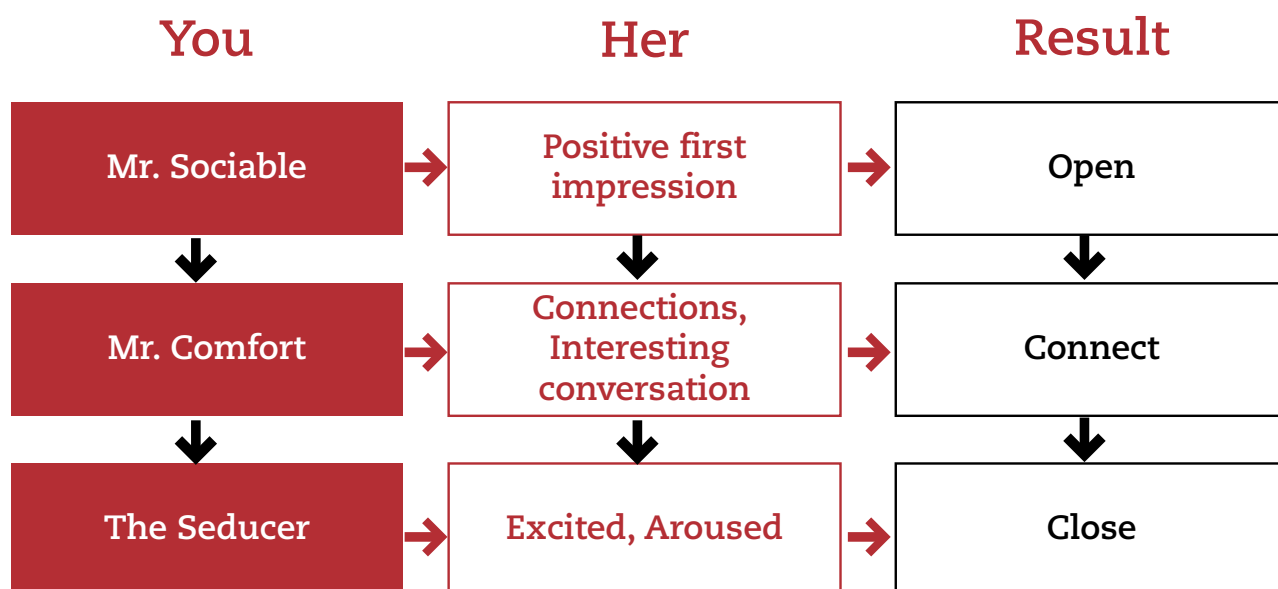 You
Her
Result
Mr. Sociable
Positive first
impression
Open
Mr. Comfort
Connections,
Interesting
conversation
Connect
The Seducer
Excited, Aroused
Close